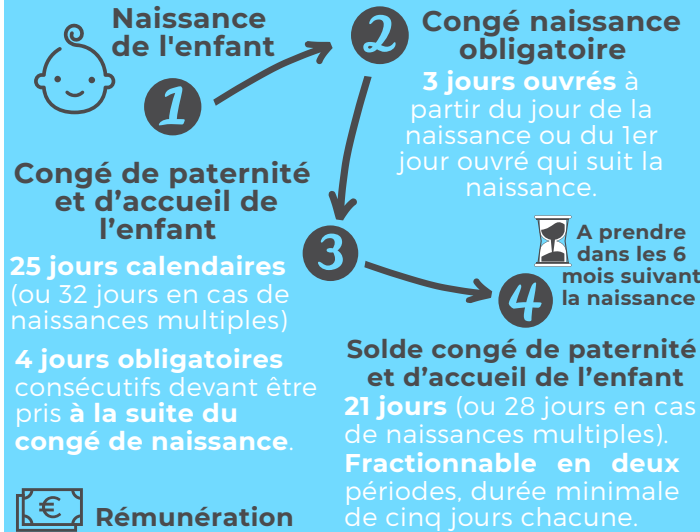 Naissance
de l'enfant
1
2
Congé naissance
obligatoire
3 jours ouvrés à
partir du jour de la
naissance ou du 1er
jour ouvré qui suit la
naissance.
Congé de paternité
et d’accueil de
l’enfant
25 jours calendaires
(ou 32 jours en cas de
naissances multiples)
4 jours obligatoires
consécutifs devant être
pris à la suite du
congé de naissance.
3
A prendre
dans les 6
mois suivant
la naissance
4
Solde congé de paternité
et d’accueil de l’enfant
21 jours (ou 28 jours en cas
de naissances multiples).
Fractionnable en deux
périodes, durée minimale
de cinq jours chacune.
€
Rémunération